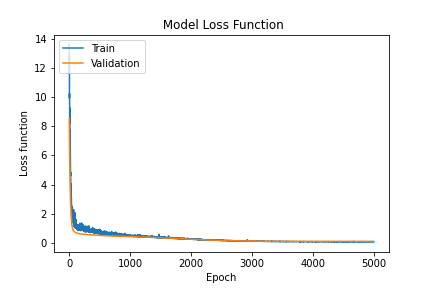 Model Loss Function
14
12
10
8
6
4
2
0
Loss function
Train
Validation
0 1000 2000 3000 4000 5000
Epoch